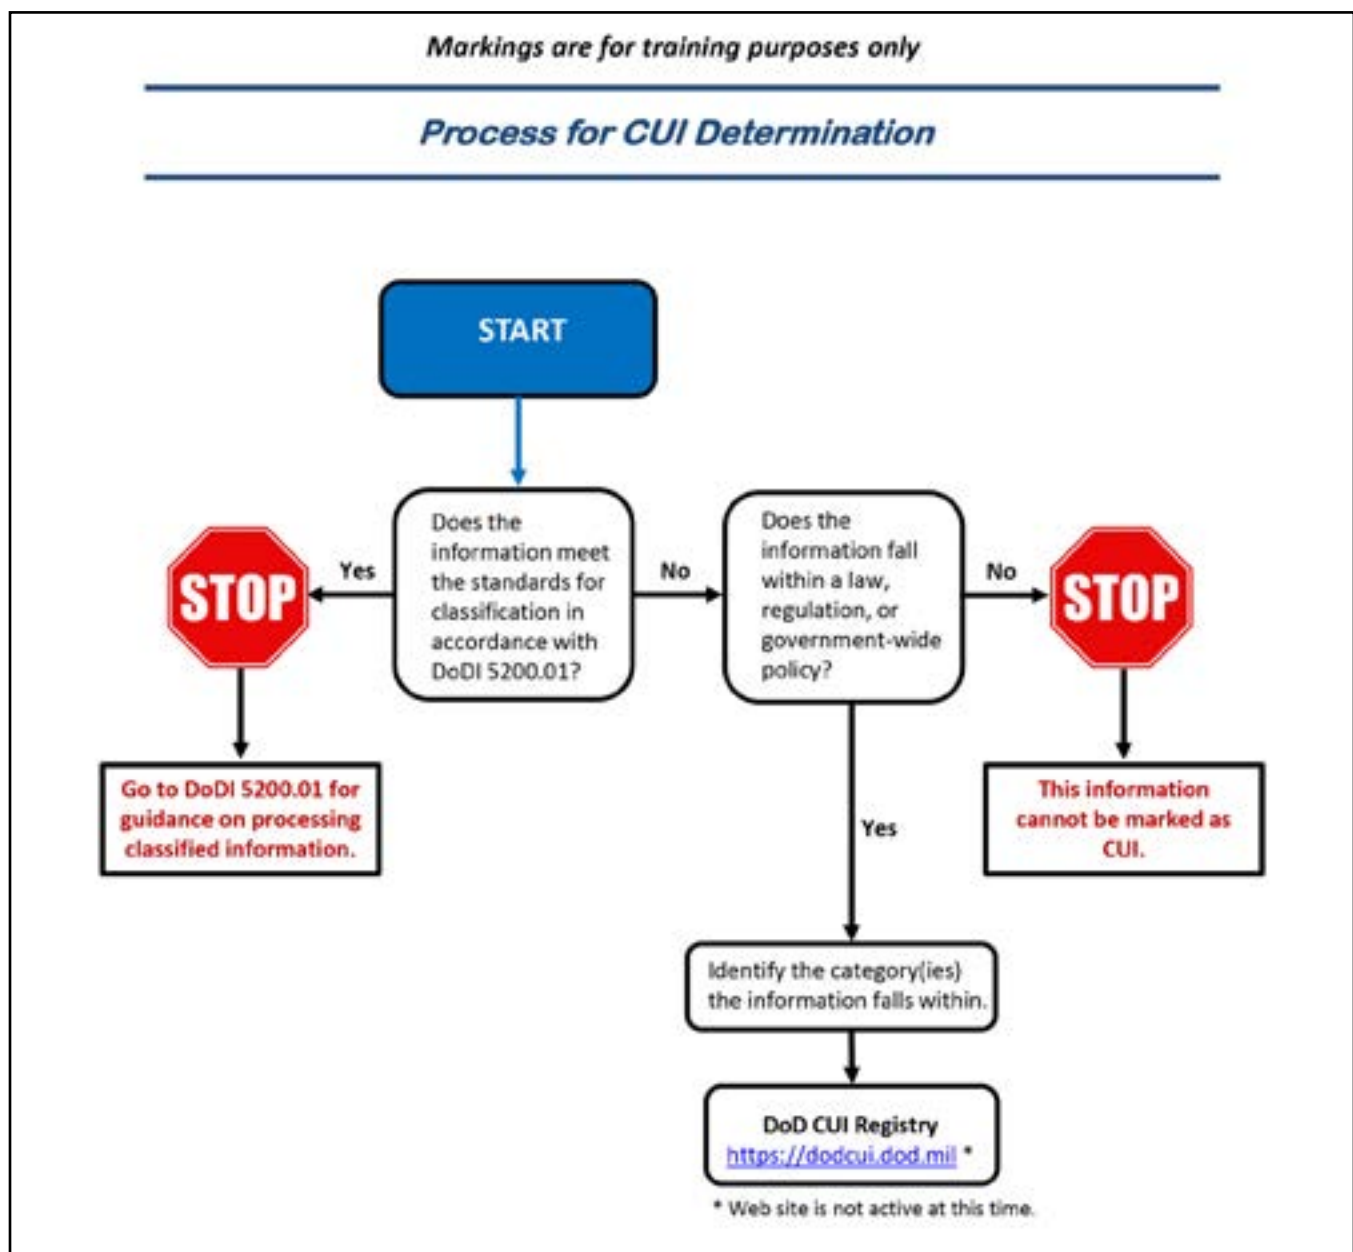 Markings are for training purposes only
Process for CUI Determination
START
Does the
information meet
the standards for
classification in
accordance with
DoDI 5200.01?
Yes
No
STOP
Does the
information fall
within a law,
regulation, or
government-wide
policy?
No
STOP
Go to DoDI 5200.01 for
guidance on processing
classified information.
This information
cannot be marked as
CUI.
Yes
Identify the category(ies)
the information falls within.
DoD CUI Registry
https://dodcui.dod.mil *
* Web site is not active at this time.